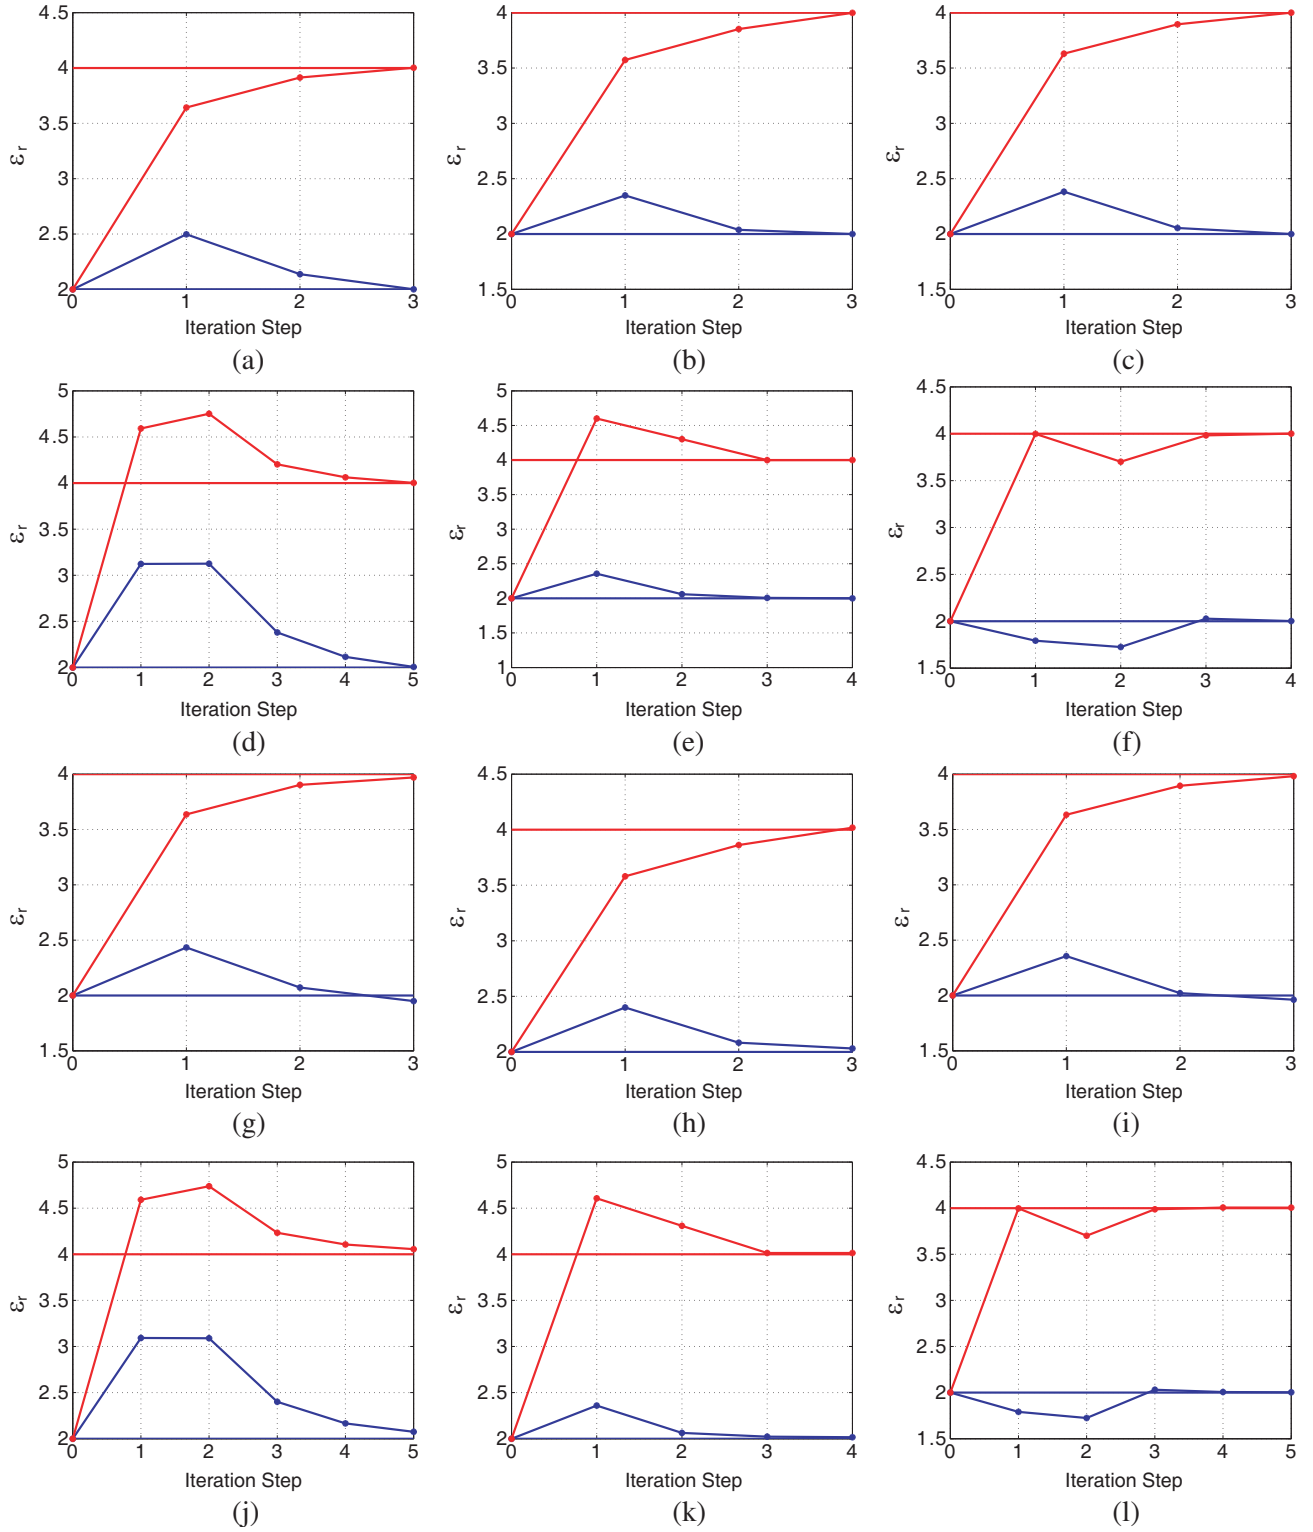 4.5
4
3.5
3
2.5
2
εr
0 1 2 3
Iteration Step
(a)
4
3.5
3
2.5
2
1.5
εr
0 1 2 3
Iteration Step
(b)
4
3.5
3
2.5
2
1.5
εr
0 1 2 3
Iteration Step
(c)
5
4.5
4
3.5
3
2.5
2
εr
0 1 2 3 4 5
Iteration Step
(d)
5
4.5
4
3.5
3
2.5
2
1.5
1
εr
0 1 2 3 4
Iteration Step
(e)
4.5
4
3.5
3
2.5
2
1.5
εr
0 1 2 3 4
Iteration Step
(f)
4
3.5
3
2.5
2
1.5
εr
0 1 2 3
Iteration Step
(g)
4.5
4
3.5
3
2.5
2
εr
0 1 2 3
Iteration Step
(h)
4
3.5
3
2.5
2
1.5
εr
0 1 2 3
Iteration Step
(i)
5
4.5
4
3.5
3
2.5
2
εr
0 1 2 3 4 5
Iteration Step
(j)
5
4.5
4
3.5
3
2.5
2
εr
0 1 2 3 4
Iteration Step
(k)
4.5
4
3.5
3
2.5
2
1.5
εr
0 1 2 3 4 5
Iteration Step
(l)